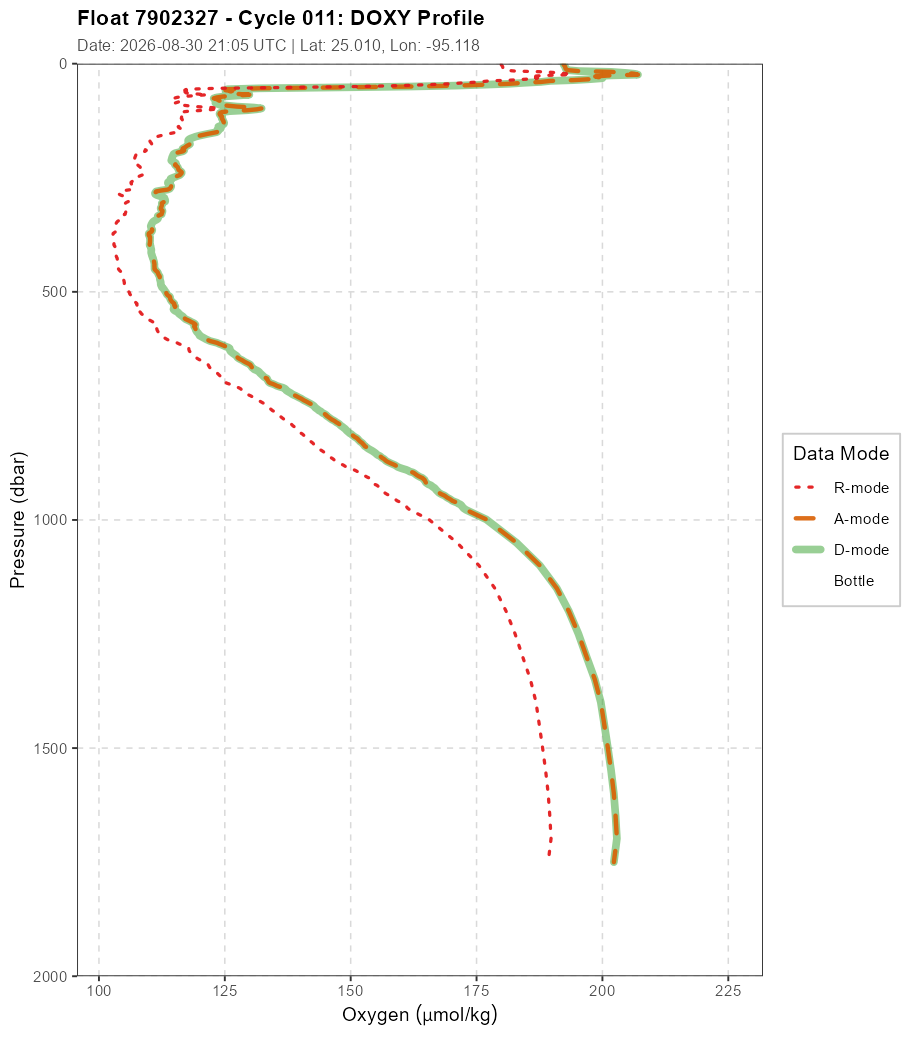 Float 7902327 - Cycle 011: DOXY Profile
Date: 2026-08-30 21:05 UTC | Lat: 25.010, Lon: -95.118
0
500
1000
1500
2000
Pressure (dbar)
100 125 150 175 200 225
Oxygen (μmol/kg)
Data Mode
R-mode
A-mode
D-mode
Bottle